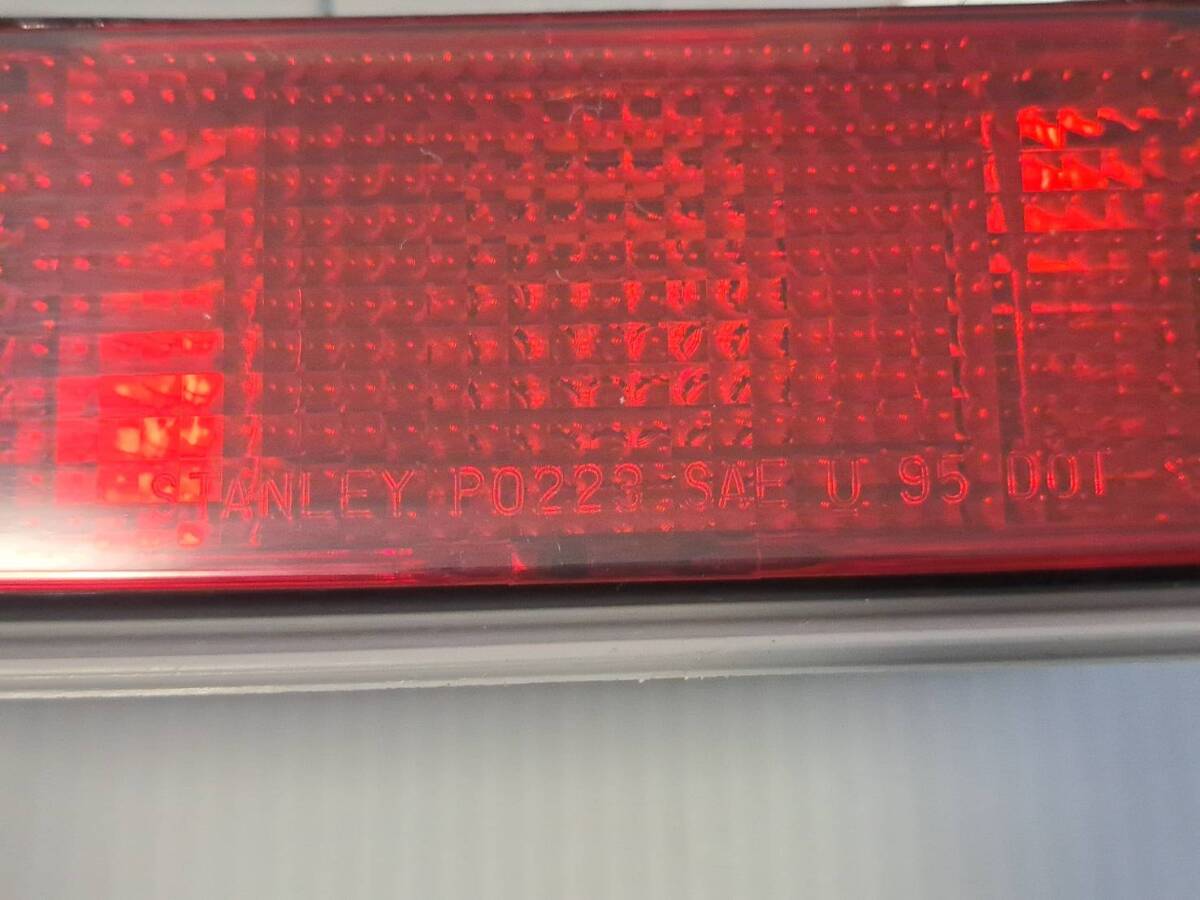 STANLEY P0223 SAE U 95 DOT